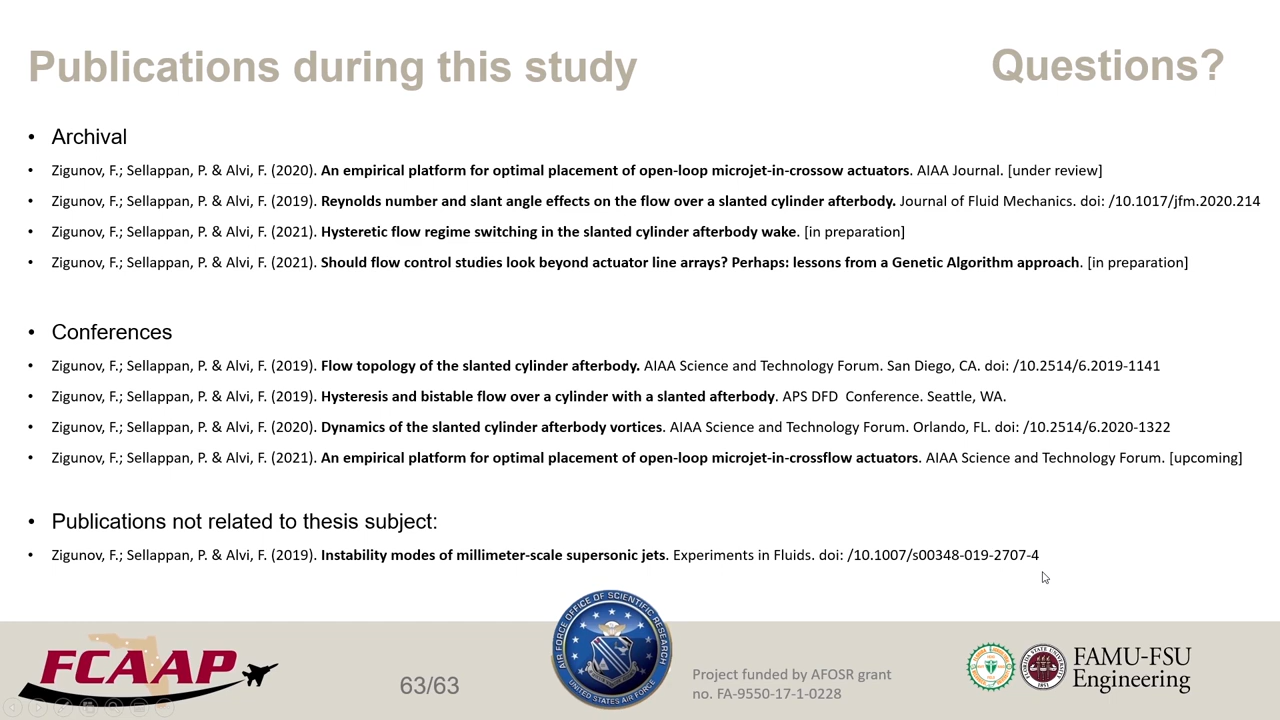 Publications during this study
Questions?
• Archival
• Zigunov, F.; Sellappan, P. & Alvi, F. (2020). An empirical platform for optimal placement of open-loop microjet-in-crossow actuators. AIAA Journal. [under review]
• Zigunov, F.; Sellappan, P. & Alvi, F. (2019). Reynolds number and slant angle effects on the flow over a slanted cylinder afterbody. Journal of Fluid Mechanics. doi: /10.1017/jfm.2020.214
• Zigunov, F.; Sellappan, P. & Alvi, F. (2021). Hysteretic flow regime switching in the slanted cylinder afterbody wake. [in preparation]
• Zigunov, F.; Sellappan, P. & Alvi, F. (2021). Should flow control studies look beyond actuator line arrays? Perhaps: lessons from a Genetic Algorithm approach. [in preparation]
• Conferences
• Zigunov, F.; Sellappan, P. & Alvi, F. (2019). Flow topology of the slanted cylinder afterbody. AIAA Science and Technology Forum. San Diego, CA. doi: /10.2514/6.2019-1141
• Zigunov, F.; Sellappan, P. & Alvi, F. (2019). Hysteresis and bistable flow over a cylinder with a slanted afterbody. APS DFD Conference. Seattle, WA.
• Zigunov, F.; Sellappan, P. & Alvi, F. (2020). Dynamics of the slanted cylinder afterbody vortices. AIAA Science and Technology Forum. Orlando, FL. doi: /10.2514/6.2020-1322
• Zigunov, F.; Sellappan, P. & Alvi, F. (2021). An empirical platform for optimal placement of open-loop microjet-in-crossflow actuators. AIAA Science and Technology Forum. [upcoming]
• Publications not related to thesis subject:
• Zigunov, F.; Sellappan, P. & Alvi, F. (2019). Instability modes of millimeter-scale supersonic jets. Experiments in Fluids. doi: /10.1007/s00348-019-2707-4
FCAAP
63/63
AIR FORCE OFFICE OF SCIENTIFIC RESEARCH
UNITED STATES AIR FORCE
Project funded by AFOSR grant
no. FA-9550-17-1-0228
FAMU-FSU
Engineering